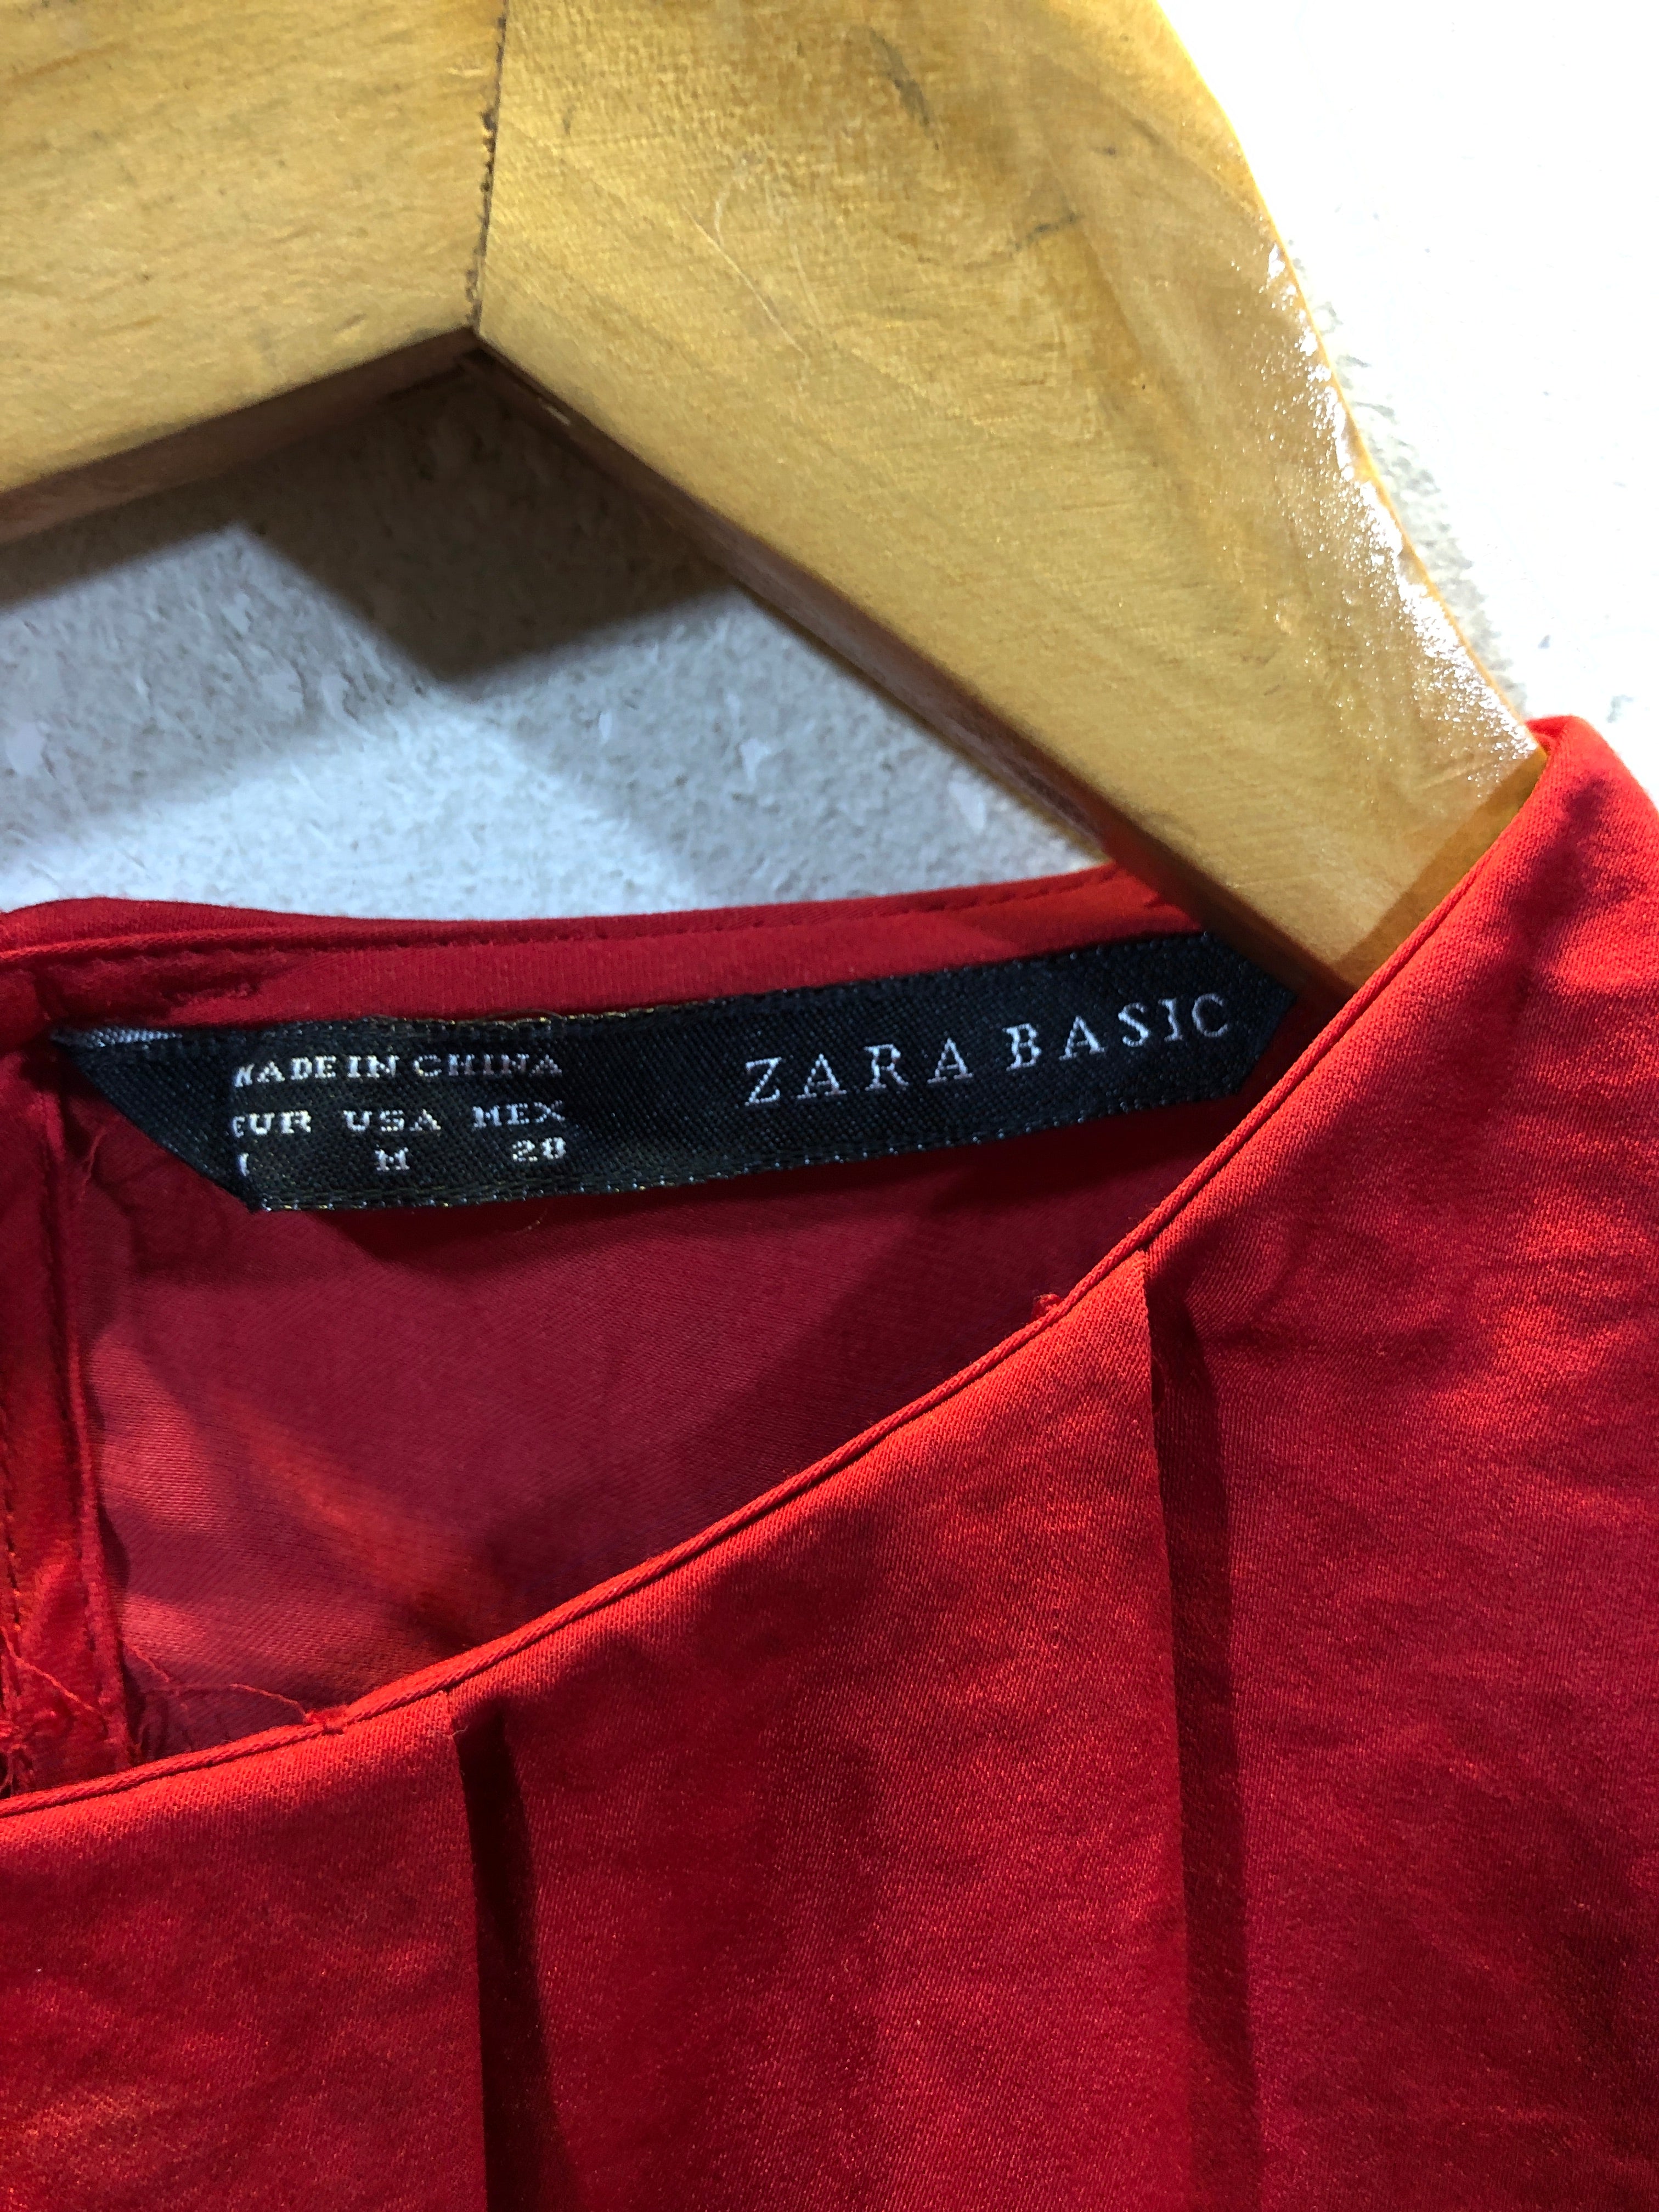 MADE IN CHINA
EUR USA MEX
M 28
ZARA BASIC